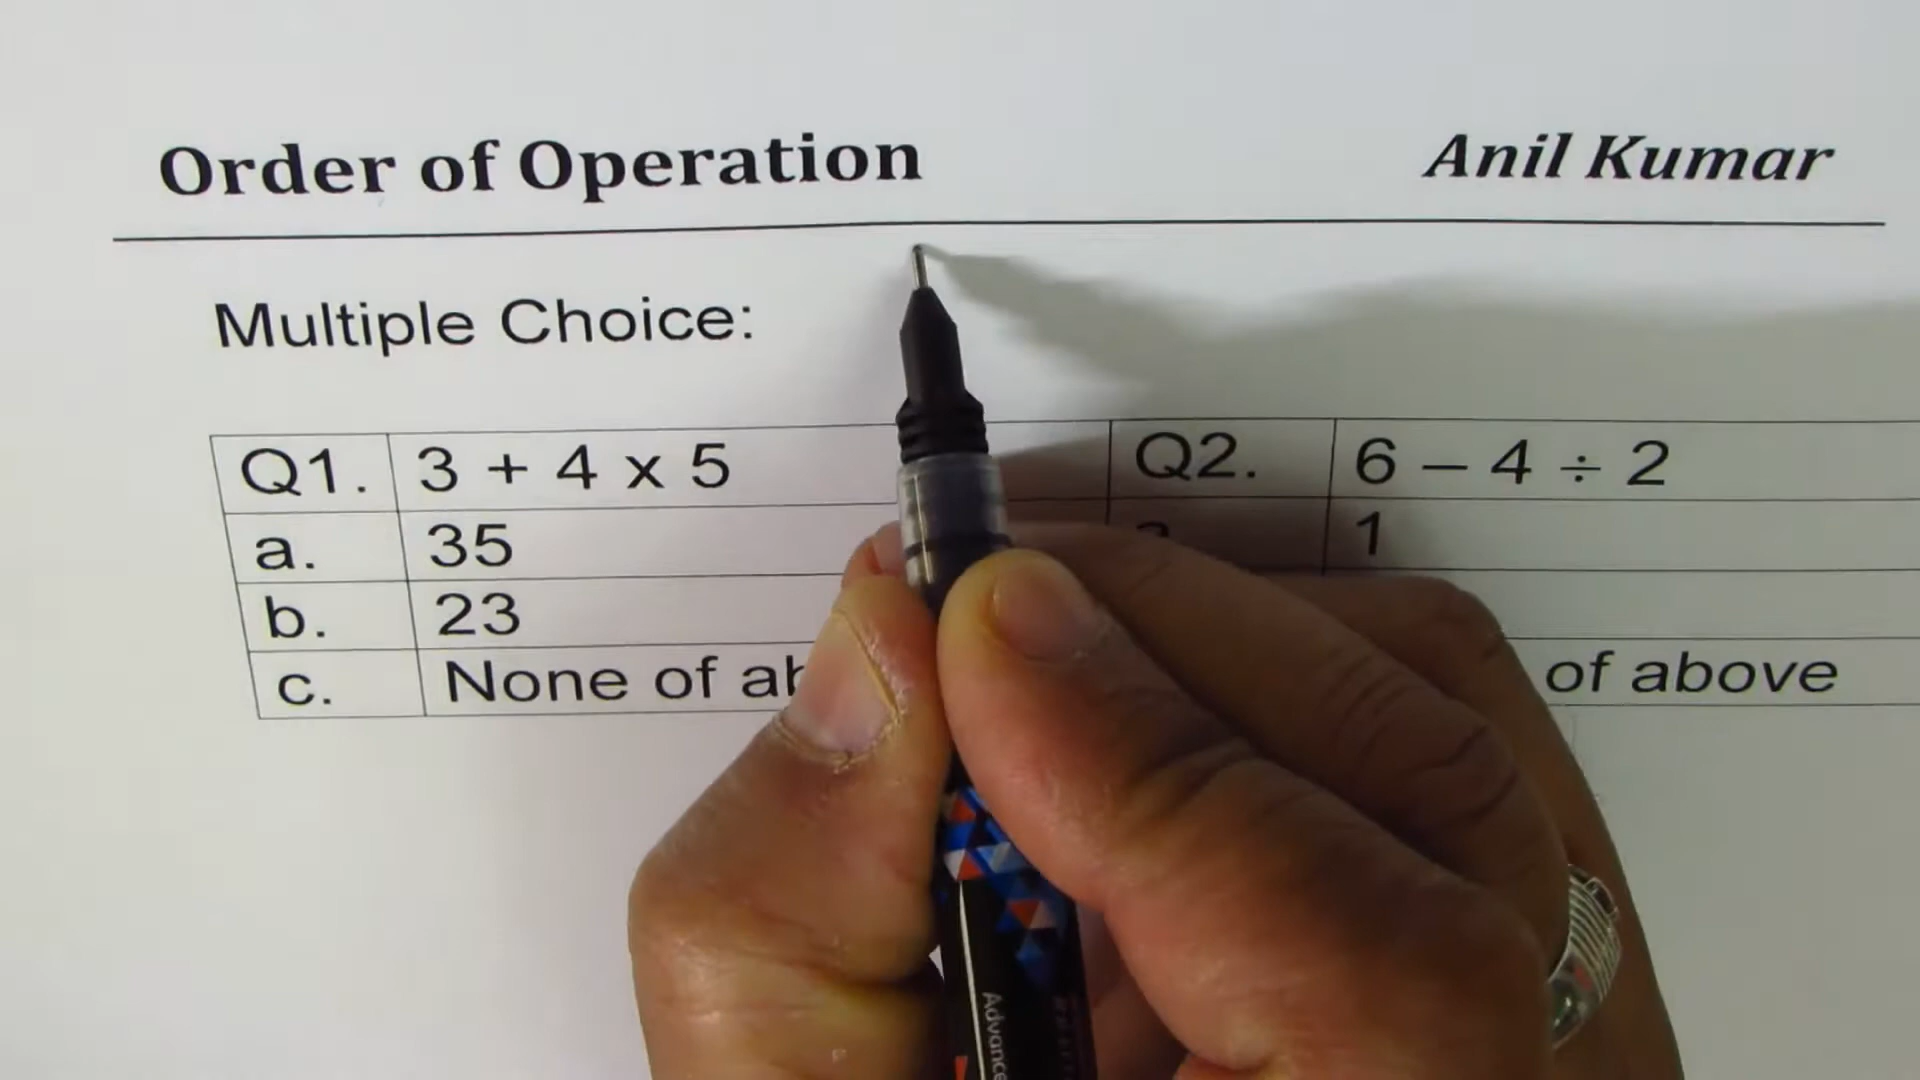 Order of Operation Anil Kumar
Multiple Choice:
Q1. 3 + 4 x 5 Q2. 6 – 4 ÷ 2
a. 35 1
b. 23
c. None of of above
Advance